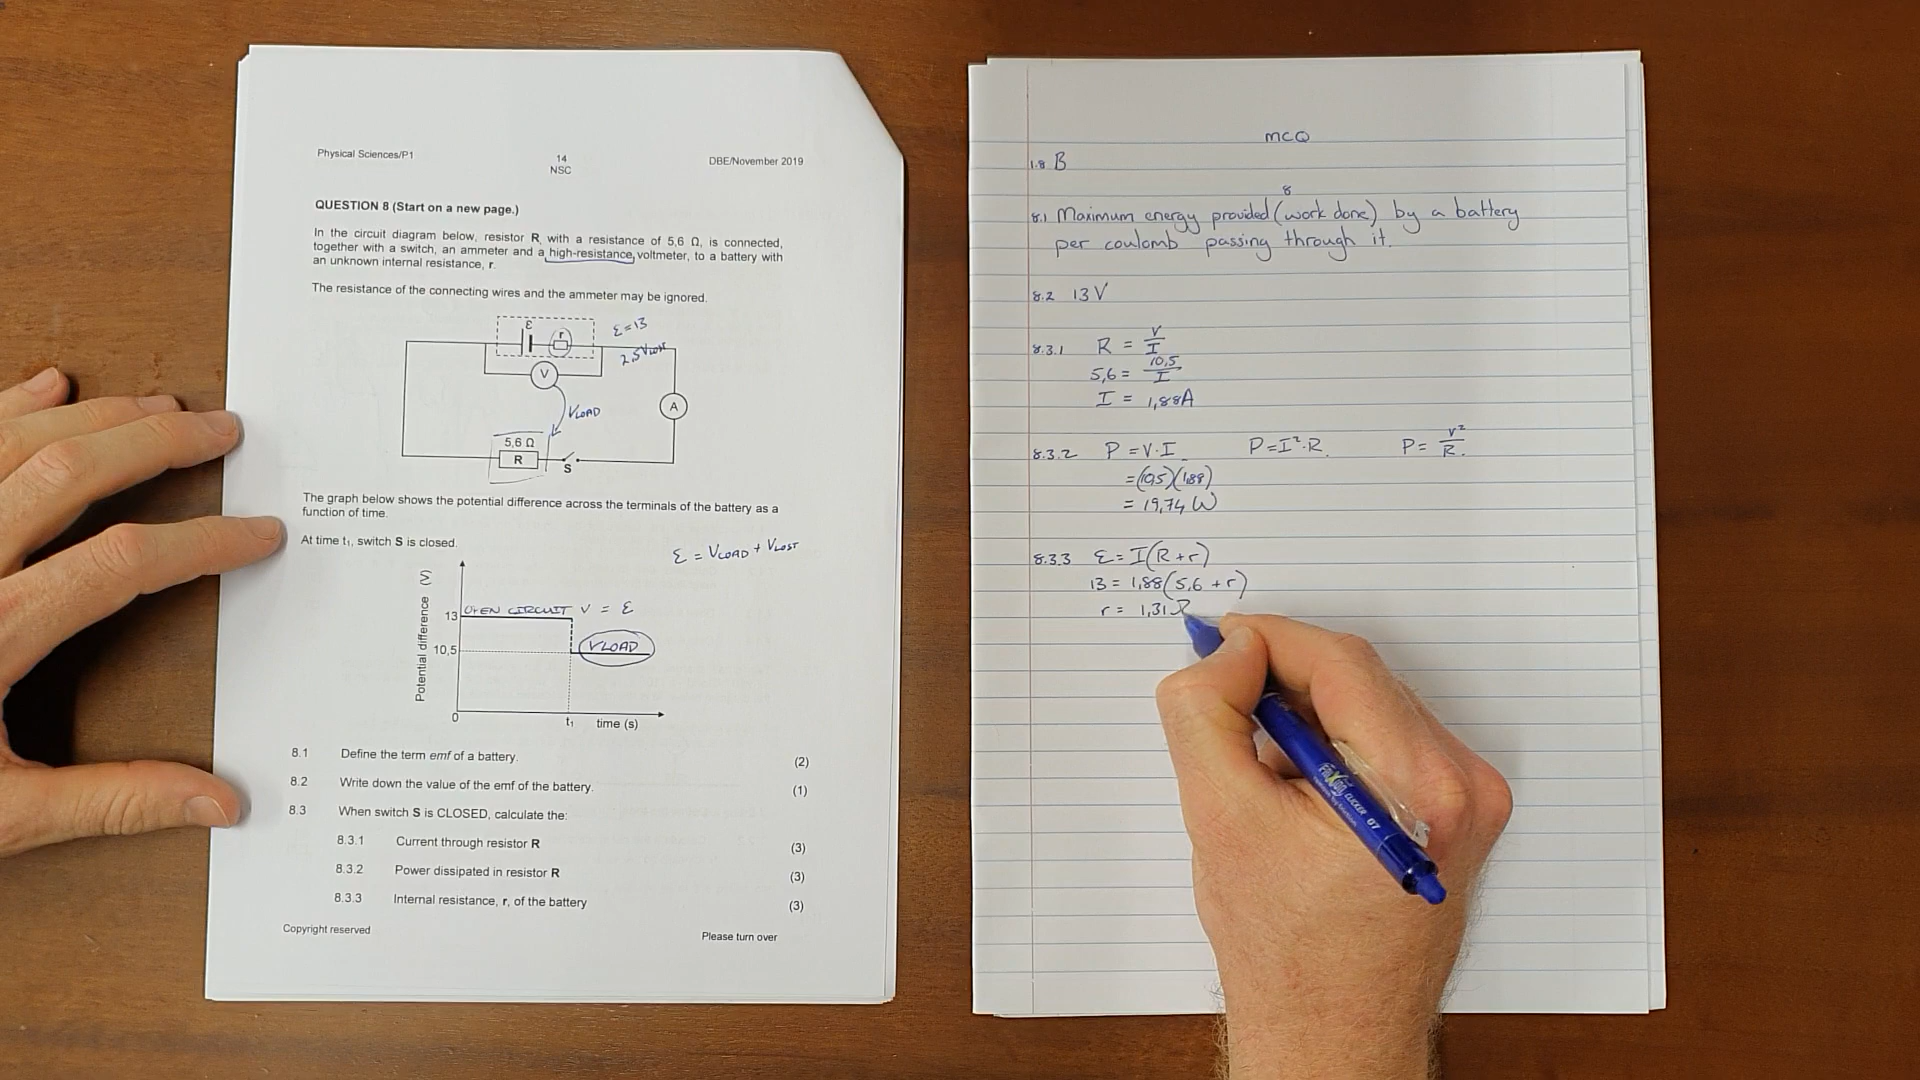 Physical Sciences/P1
14
NSC
DBE/November 2019
QUESTION 8 (Start on a new page.)
In the circuit diagram below, resistor R, with a resistance of 5,6 Ω, is connected,
together with a switch, an ammeter and a high-resistance voltmeter, to a battery with
an unknown internal resistance, r.
The resistance of the connecting wires and the ammeter may be ignored.
ε
r
ε = 13
2,5 VLOST
V
VLOAD
A
5,6 Ω
R
S
The graph below shows the potential difference across the terminals of the battery as a
function of time.
At time t₁, switch S is closed.
ε = VLOAD + VLOST
Potential difference (V)
13
OPEN CIRCUIT V = ε
10,5
VLOAD
0
t₁
time (s)
8.1 Define the term emf of a battery. (2)
8.2 Write down the value of the emf of the battery. (1)
8.3 When switch S is CLOSED, calculate the:
8.3.1 Current through resistor R (3)
8.3.2 Power dissipated in resistor R (3)
8.3.3 Internal resistance, r, of the battery (3)
Copyright reserved
Please turn over
MCQ
1.8 B
8
8.1 Maximum energy provided (work done) by a battery
per coulomb passing through it.
8.2 13 V
8.3.1 R = V/I
5,6 = 10,5/I
I = 1,88A
8.3.2 P = V·I P = I²·R. P = V²/R.
= (10,5)(1,88)
= 19,74 W
8.3.3 ε = I(R + r)
13 = 1,88(5,6 + r)
r = 1,31Ω
FriXion CLICKER 07